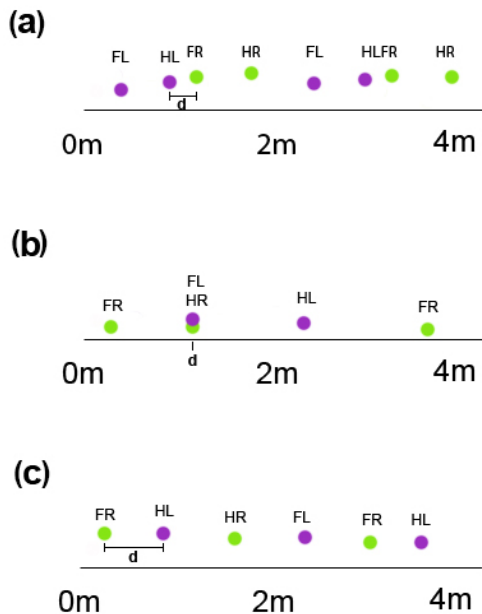 (a)
FL HL FR HR FL HLFR HR
d
0m 2m 4m
(b)
FR FL HL FR
HR
d
0m 2m 4m
(c)
FR HL HR FL FR HL
d
0m 2m 4m